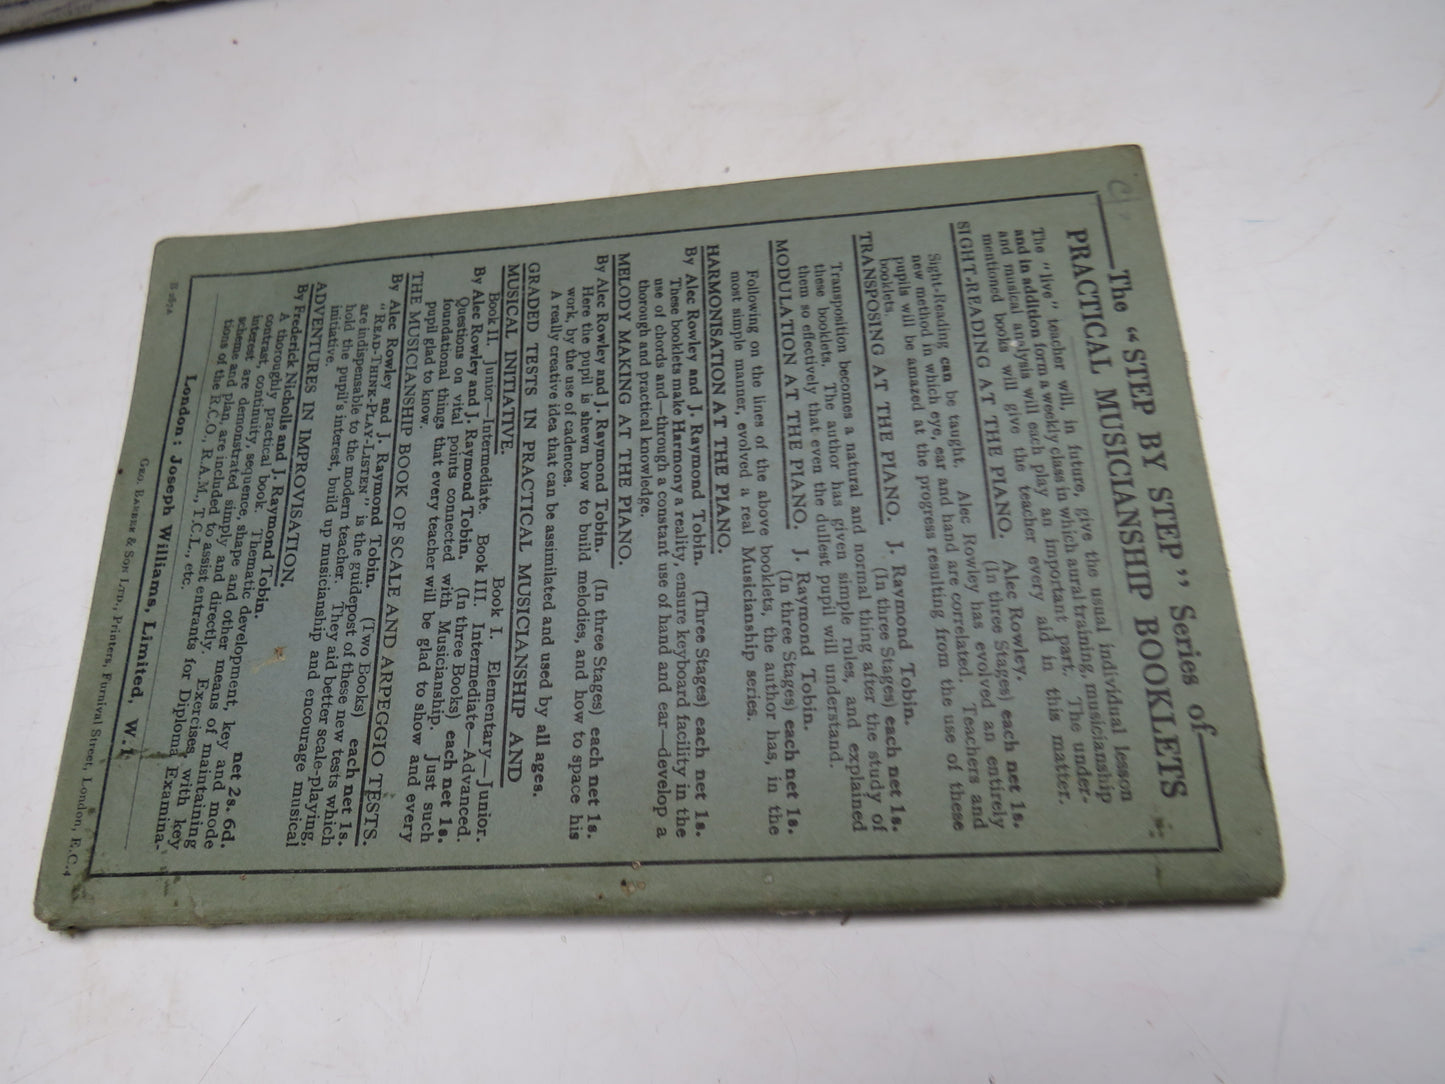 The "STEP BY STEP" Series of
PRACTICAL MUSICIANSHIP BOOKLETS
The "live" teacher will, in future, give the usual individual lesson
and in addition form a weekly class in which aural training, musicianship
and musical analysis will each play an important part. The under-
mentioned books will give the teacher every aid in this matter.
SIGHT-READING AT THE PIANO. Alec Rowley.
(In three Stages) each net 1s.
Sight-Reading can be taught. Alec Rowley has evolved an entirely
new method in which eye, ear and hand are correlated. Teachers and
pupils will be amazed at the progress resulting from the use of these
booklets.
TRANSPOSING AT THE PIANO. J. Raymond Tobin.
(In three Stages) each net 1s.
Transposition becomes a natural and normal thing after the study of
these booklets. The author has given simple rules, and explained
them so effectively that even the dullest pupil will understand.
MODULATION AT THE PIANO. J. Raymond Tobin.
(In three Stages) each net 1s.
Following on the lines of the above booklets, the author has, in the
most simple manner, evolved a real Musicianship series.
HARMONISATION AT THE PIANO.
By Alec Rowley and J. Raymond Tobin. (Three Stages) each net 1s.
These booklets make Harmony a reality, ensure keyboard facility in the
use of chords and—through a constant use of hand and ear—develop a
thorough and practical knowledge.
MELODY MAKING AT THE PIANO.
By Alec Rowley and J. Raymond Tobin. (In three Stages) each net 1s.
Here the pupil is shewn how to build melodies, and how to space his
work, by the use of cadences.
A really creative idea that can be assimilated and used by all ages.
GRADED TESTS IN PRACTICAL MUSICIANSHIP AND
MUSICAL INITIATIVE. Book I. Elementary—Junior.
Book II. Junior—Intermediate. Book III. Intermediate—Advanced.
By Alec Rowley and J. Raymond Tobin. (In three Books) each net 1s.
Questions on vital points connected with Musicianship. Just such
foundational things that every teacher will be glad to show and every
pupil glad to know.
THE MUSICIANSHIP BOOK OF SCALE AND ARPEGGIO TESTS.
By Alec Rowley and J. Raymond Tobin. (Two Books) each net 1s.
"READ-THINK-PLAY-LISTEN" is the guidepost of these new tests which
are indispensable to the modern teacher. They aid better scale-playing,
hold the pupil's interest, build up musicianship and encourage musical
initiative.
ADVENTURES IN IMPROVISATION.
By Frederick Nicholls and J. Raymond Tobin. net 2s. 6d.
A thoroughly practical book. Thematic development, key and mode
contrast, continuity, sequence, shape and other means of maintaining
interest are demonstrated simply and directly. Exercises, with key
scheme and plan, are included to assist entrants for Diploma Examina-
tions of the R.C.O., R.A.M., T.C.L., etc.
London: Joseph Williams, Limited, W.1.
GEO. BARBER & SON LTD., Printers, Furnival Street, London, E.C.4